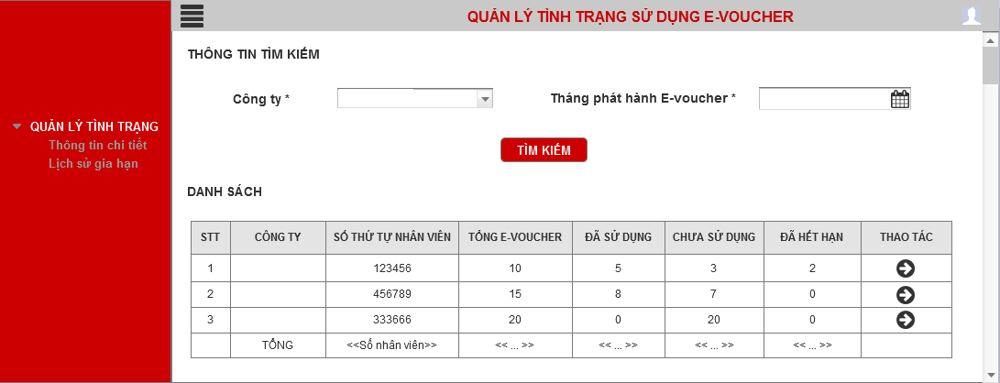 QUẢN LÝ TÌNH TRẠNG SỬ DỤNG E-VOUCHER
QUẢN LÝ TÌNH TRẠNG
Thông tin chi tiết
Lịch sử gia hạn
THÔNG TIN TÌM KIẾM
Công ty * Tháng phát hành E-voucher *
TÌM KIẾM
DANH SÁCH
STT CÔNG TY SỐ THỨ TỰ NHÂN VIÊN TỔNG E-VOUCHER ĐÃ SỬ DỤNG CHƯA SỬ DỤNG ĐÃ HẾT HẠN THAO TÁC
1 123456 10 5 3 2
2 456789 15 8 7 0
3 333666 20 0 20 0
TỔNG <<Số nhân viên>> << ... >> << ... >> << ... >> << ... >>